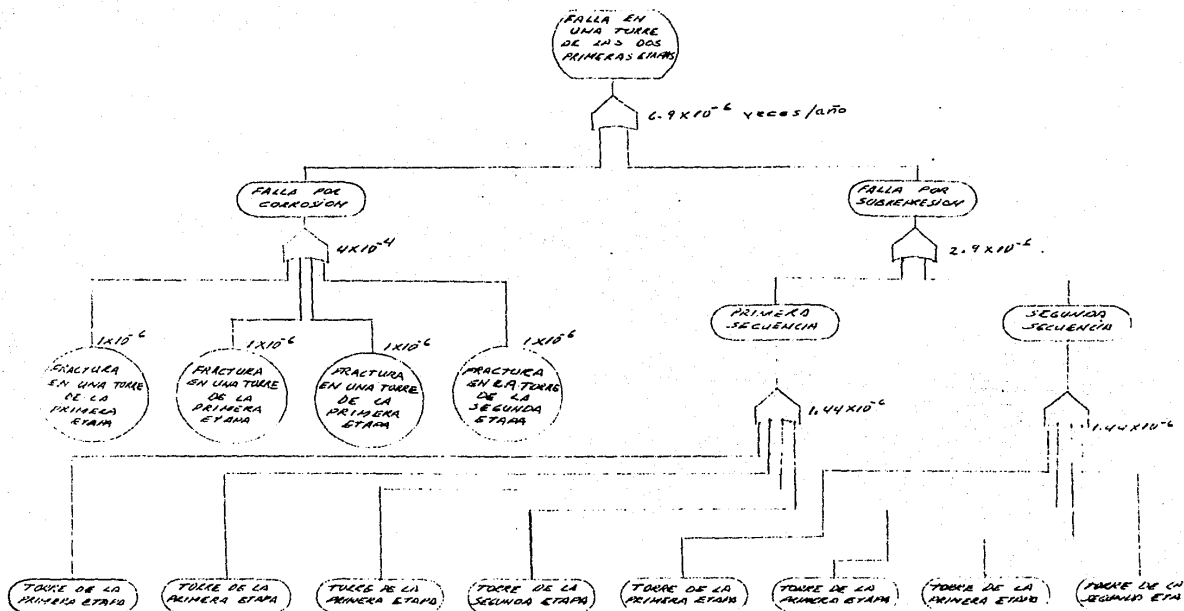 FALLA EN
UNA TORRE
DE LAS DOS
PRIMERAS ETAPAS
6.9x10⁻⁶ veces/año
FALLA POR
CORROSION
FALLA POR
SOBREPRESION
4x10⁻⁴
2.9x10⁻⁶
PRIMERA
SECUENCIA
SEGUNDA
SECUENCIA
1x10⁻⁶
1x10⁻⁶
1x10⁻⁶
1x10⁻⁶
FRACTURA
EN UNA TORRE
DE LA
PRIMERA
ETAPA
FRACTURA
EN UNA TORRE
DE LA
PRIMERA
ETAPA
FRACTURA
EN UNA TORRE
DE LA
PRIMERA
ETAPA
FRACTURA
EN LA TORRE
DE LA
SEGUNDA
ETAPA
1.44x10⁻⁶
1.44x10⁻⁶
TORRE DE LA
PRIMERA ETAPA
TORRE DE LA
PRIMERA ETAPA
TORRE DE LA
PRIMERA ETAPA
TORRE DE LA
SEGUNDA ETAPA
TORRE DE LA
PRIMERA ETAPA
TORRE DE LA
PRIMERA ETAPA
TORRE DE LA
PRIMERA ETAPA
TORRE DE LA
SEGUNDA ETA